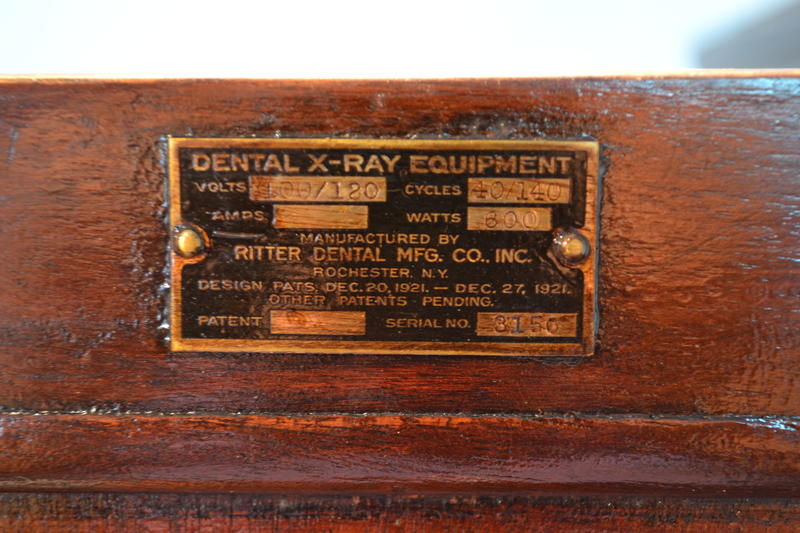 DENTAL X-RAY EQUIPMENT
VOLTS 100/120 CYCLES 40/140
AMPS. WATTS 800
MANUFACTURED BY
RITTER DENTAL MFG. CO., INC.
ROCHESTER, N.Y.
DESIGN PATS. DEC. 20, 1921. — DEC. 27, 1921.
OTHER PATENTS PENDING.
PATENT SERIAL NO. 3156